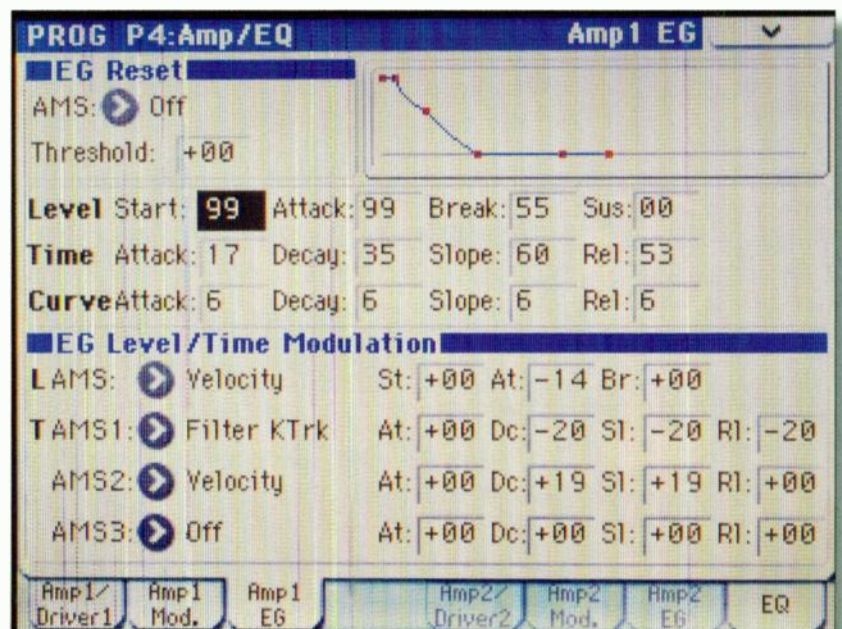 PROG P4:Amp/EQ Amp1 EG
EG Reset
AMS: Off
Threshold: +00
Level Start: 99 Attack: 99 Break: 55 Sus: 00
Time Attack: 17 Decay: 35 Slope: 60 Rel: 53
Curve Attack: 6 Decay: 6 Slope: 6 Rel: 6
EG Level/Time Modulation
L AMS: Velocity St: +00 At: -14 Br: +00
T AMS1: Filter KTrk At: +00 Dc: -20 Sl: -20 Rl: -20
AMS2: Velocity At: +00 Dc: +19 Sl: +19 Rl: +00
AMS3: Off At: +00 Dc: +00 Sl: +00 Rl: +00
Amp1/ Amp1 Amp1 Amp2/ Amp2 Amp2 EQ
Driver1 Mod. EG Driver2 Mod. EG